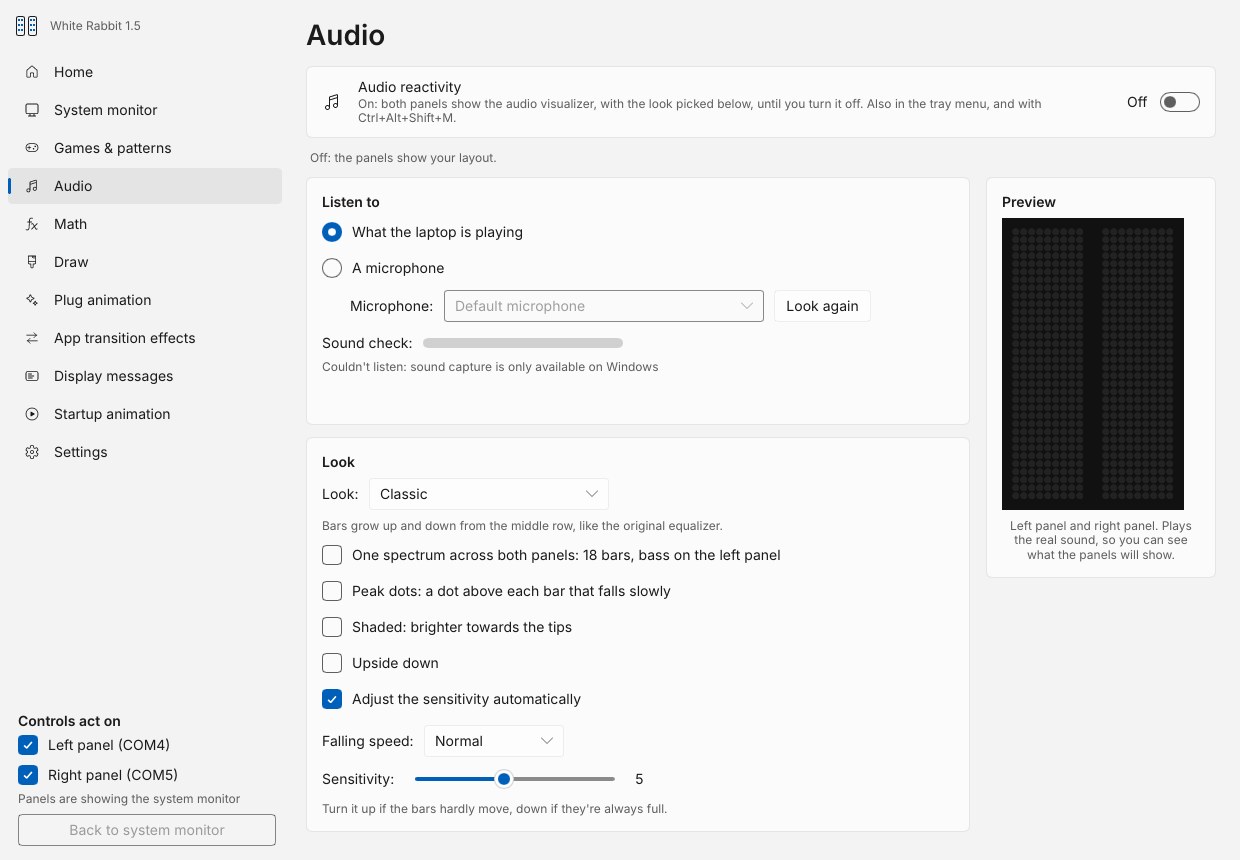 White Rabbit 1.5
Home
System monitor
Games & patterns
Audio
Math
Draw
Plug animation
App transition effects
Display messages
Startup animation
Settings
Controls act on
Left panel (COM4)
Right panel (COM5)
Panels are showing the system monitor
Back to system monitor
Audio
Audio reactivity
On: both panels show the audio visualizer, with the look picked below, until you turn it off. Also in the tray menu, and with
Ctrl+Alt+Shift+M.
Off
Off: the panels show your layout.
Listen to
What the laptop is playing
A microphone
Microphone: Default microphone Look again
Sound check:
Couldn't listen: sound capture is only available on Windows
Look
Look: Classic
Bars grow up and down from the middle row, like the original equalizer.
One spectrum across both panels: 18 bars, bass on the left panel
Peak dots: a dot above each bar that falls slowly
Shaded: brighter towards the tips
Upside down
Adjust the sensitivity automatically
Falling speed: Normal
Sensitivity: 5
Turn it up if the bars hardly move, down if they're always full.
Preview
Left panel and right panel. Plays
the real sound, so you can see
what the panels will show.